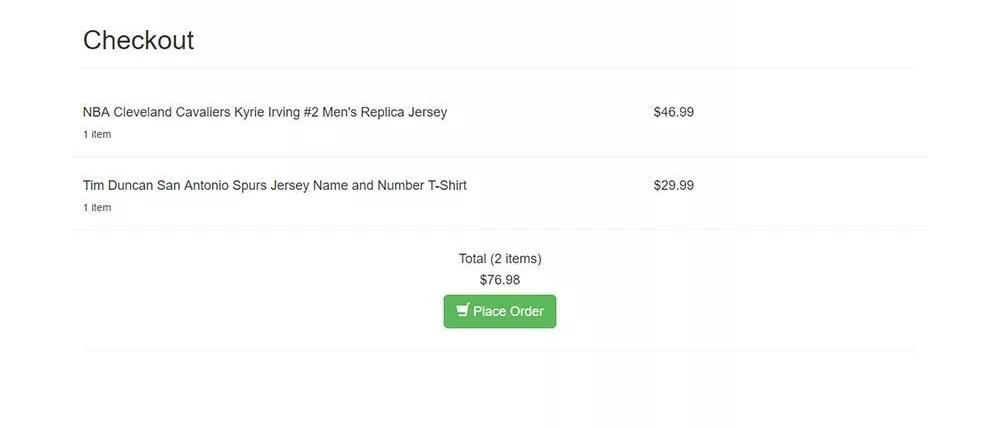 Checkout
NBA Cleveland Cavaliers Kyrie Irving #2 Men's Replica Jersey $46.99
1 item
Tim Duncan San Antonio Spurs Jersey Name and Number T-Shirt $29.99
1 item
Total (2 items)
$76.98
Place Order